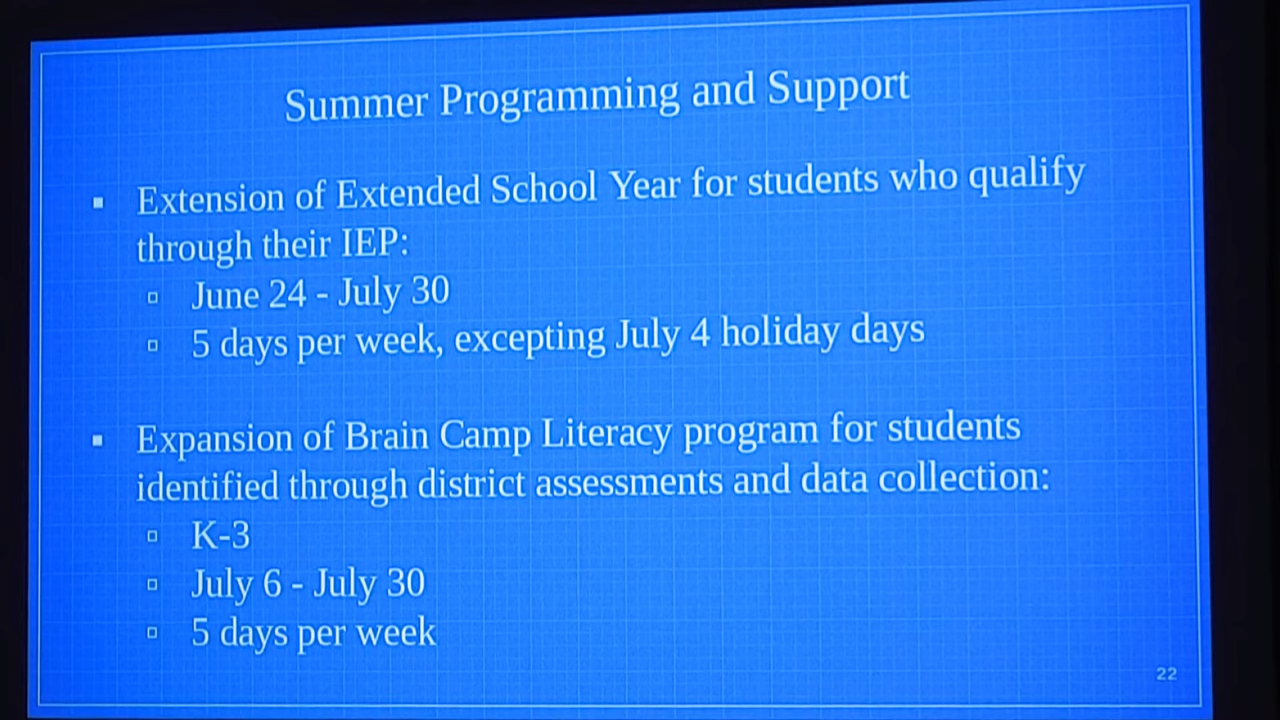 Summer Programming and Support
▪ Extension of Extended School Year for students who qualify
through their IEP:
▫ June 24 - July 30
▫ 5 days per week, excepting July 4 holiday days
▪ Expansion of Brain Camp Literacy program for students
identified through district assessments and data collection:
▫ K-3
▫ July 6 - July 30
▫ 5 days per week
22